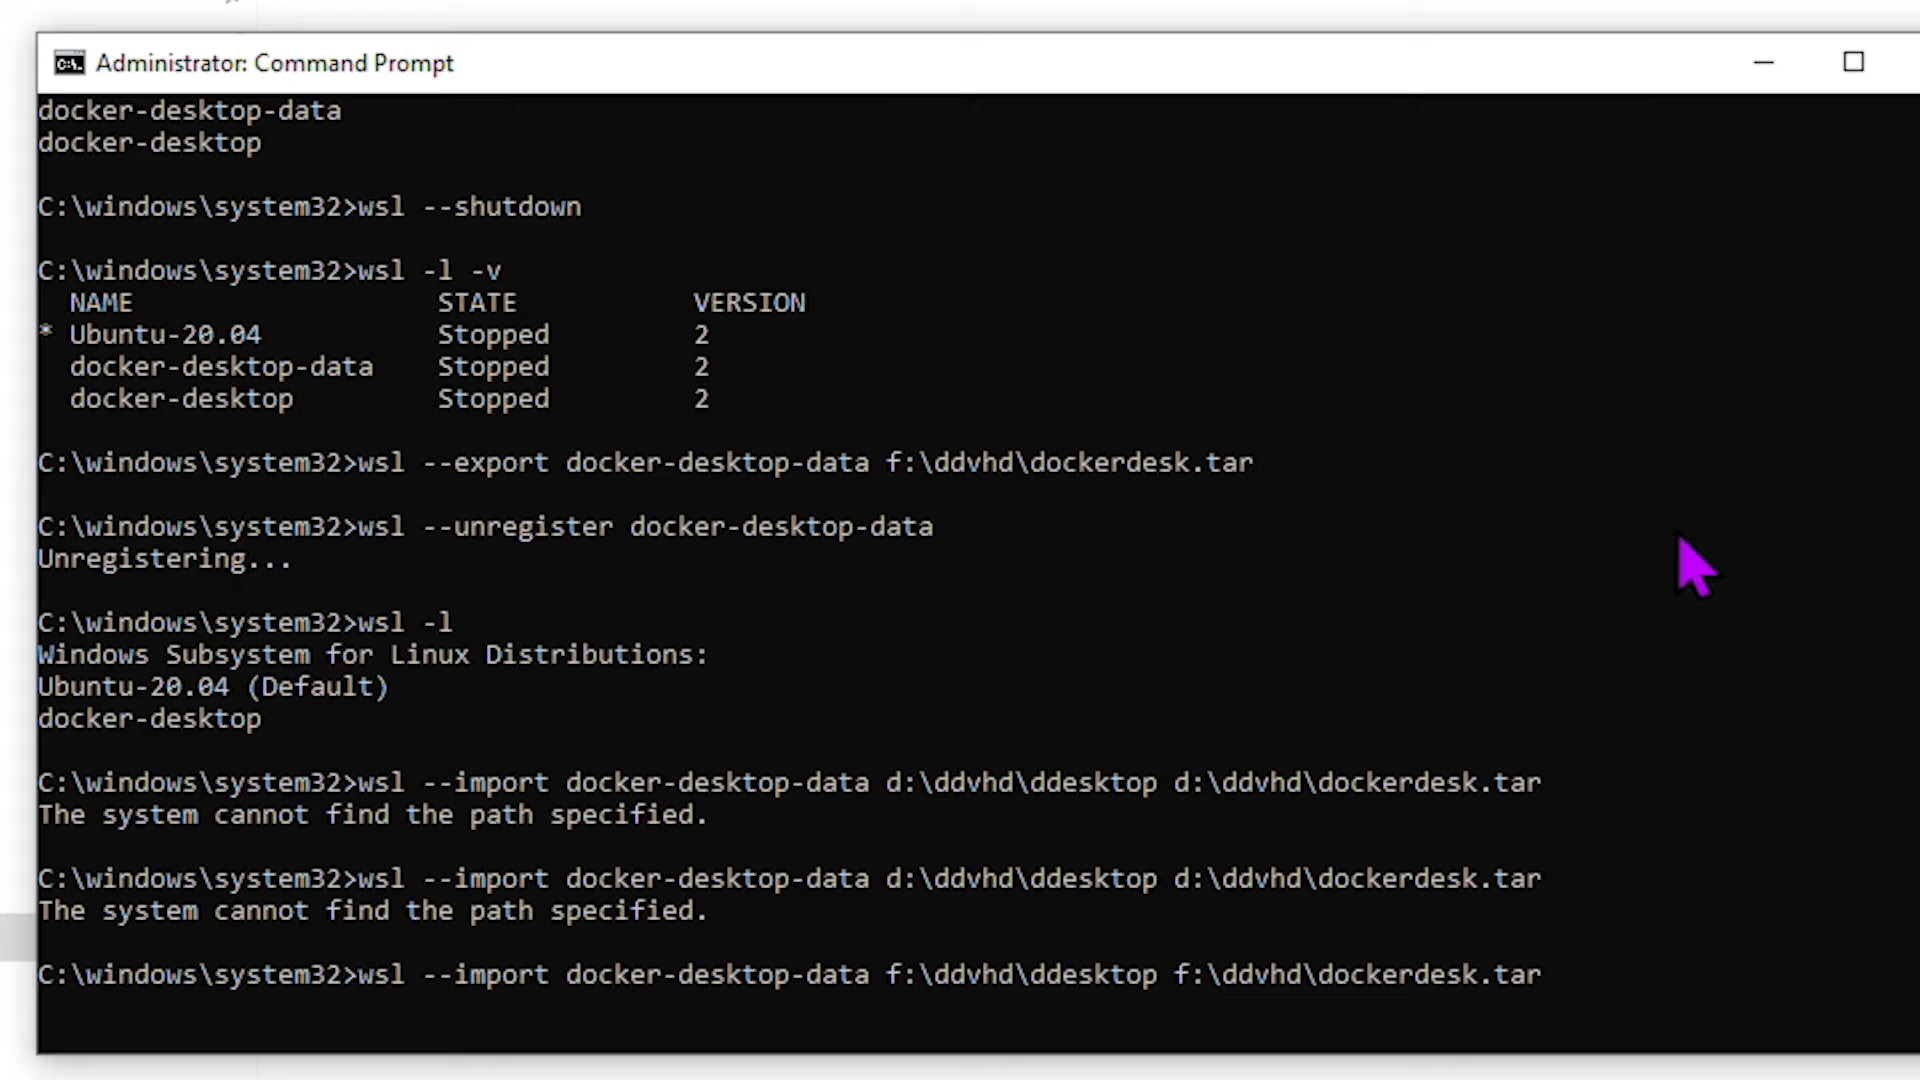 Administrator: Command Prompt
docker-desktop-data
docker-desktop
C:\windows\system32>wsl --shutdown
C:\windows\system32>wsl -l -v
NAME STATE VERSION
* Ubuntu-20.04 Stopped 2
docker-desktop-data Stopped 2
docker-desktop Stopped 2
C:\windows\system32>wsl --export docker-desktop-data f:\ddvhd\dockerdesk.tar
C:\windows\system32>wsl --unregister docker-desktop-data
Unregistering...
C:\windows\system32>wsl -l
Windows Subsystem for Linux Distributions:
Ubuntu-20.04 (Default)
docker-desktop
C:\windows\system32>wsl --import docker-desktop-data d:\ddvhd\ddesktop d:\ddvhd\dockerdesk.tar
The system cannot find the path specified.
C:\windows\system32>wsl --import docker-desktop-data d:\ddvhd\ddesktop d:\ddvhd\dockerdesk.tar
The system cannot find the path specified.
C:\windows\system32>wsl --import docker-desktop-data f:\ddvhd\ddesktop f:\ddvhd\dockerdesk.tar